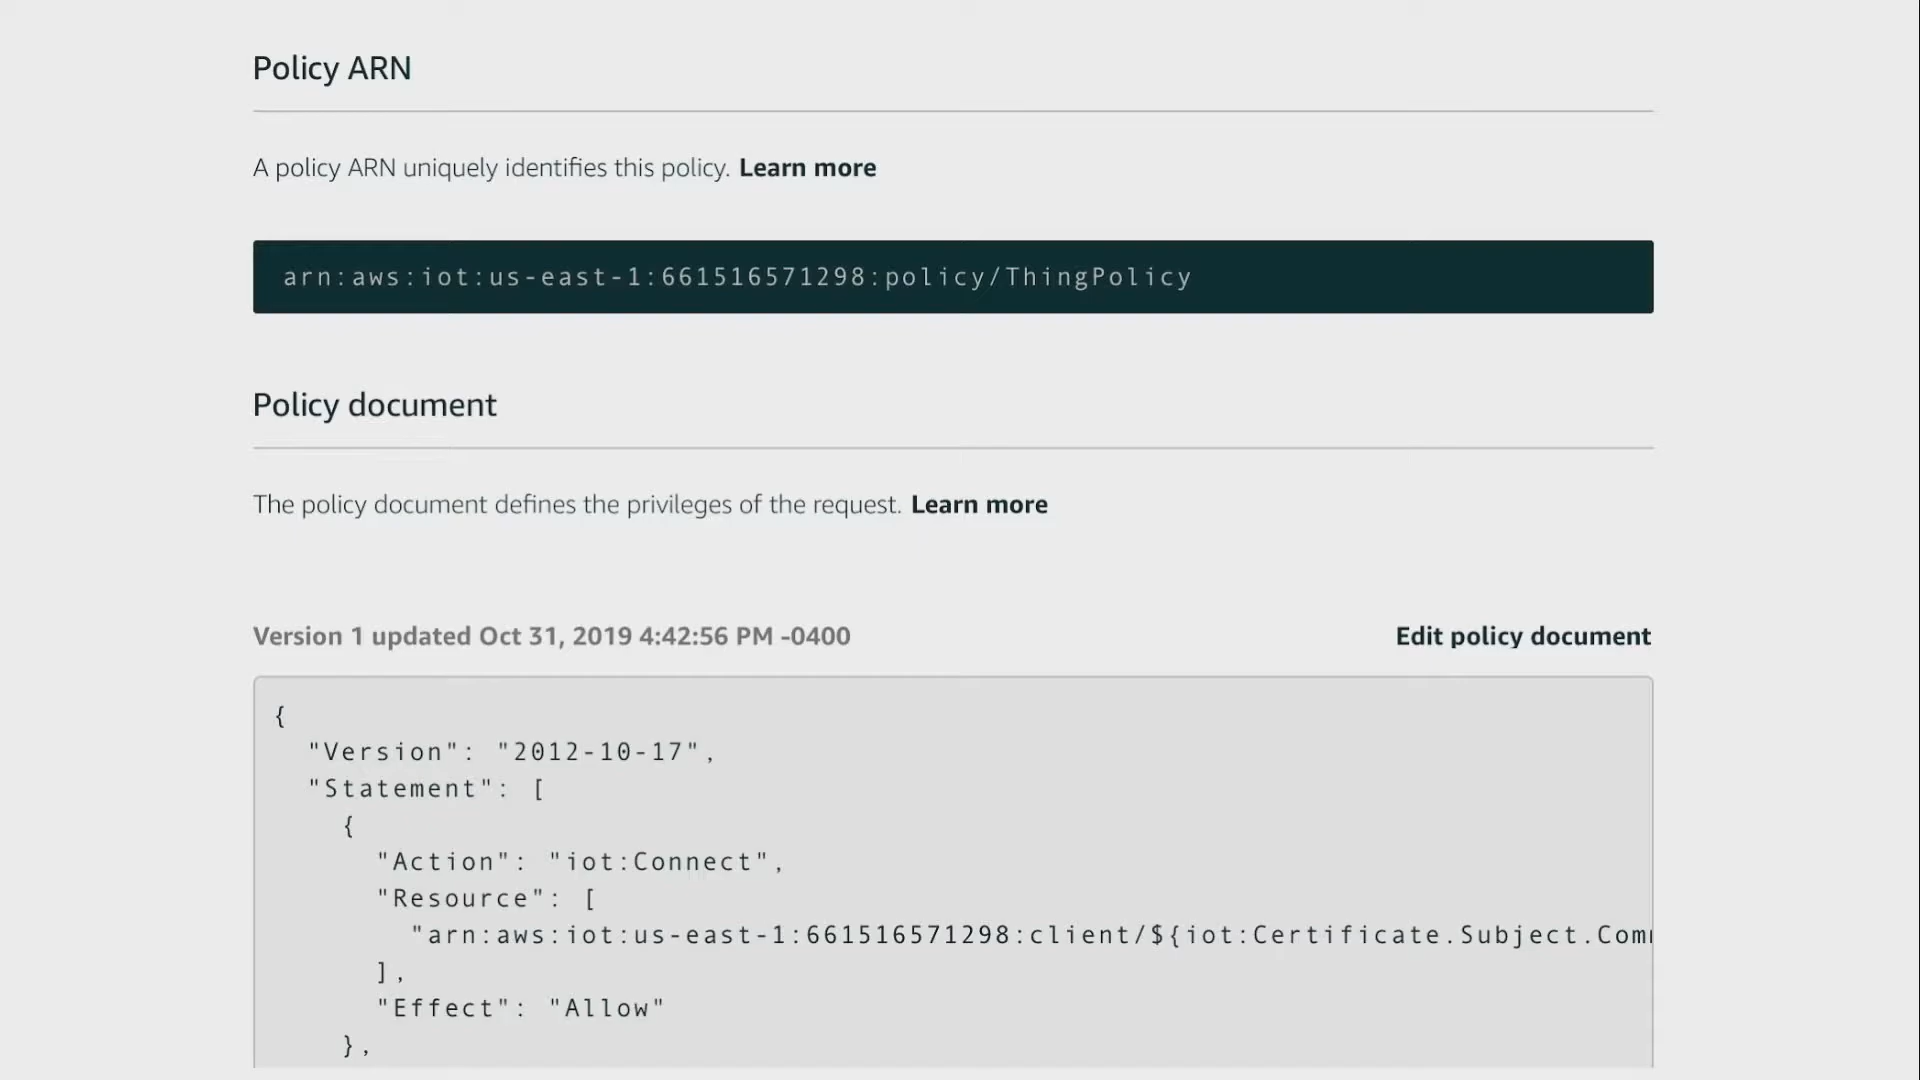 Policy ARN
A policy ARN uniquely identifies this policy. Learn more
arn:aws:iot:us-east-1:661516571298:policy/ThingPolicy
Policy document
The policy document defines the privileges of the request. Learn more
Version 1 updated Oct 31, 2019 4:42:56 PM -0400 Edit policy document
{
"Version": "2012-10-17",
"Statement": [
{
"Action": "iot:Connect",
"Resource": [
"arn:aws:iot:us-east-1:661516571298:client/${iot:Certificate.Subject.Com
],
"Effect": "Allow"
},